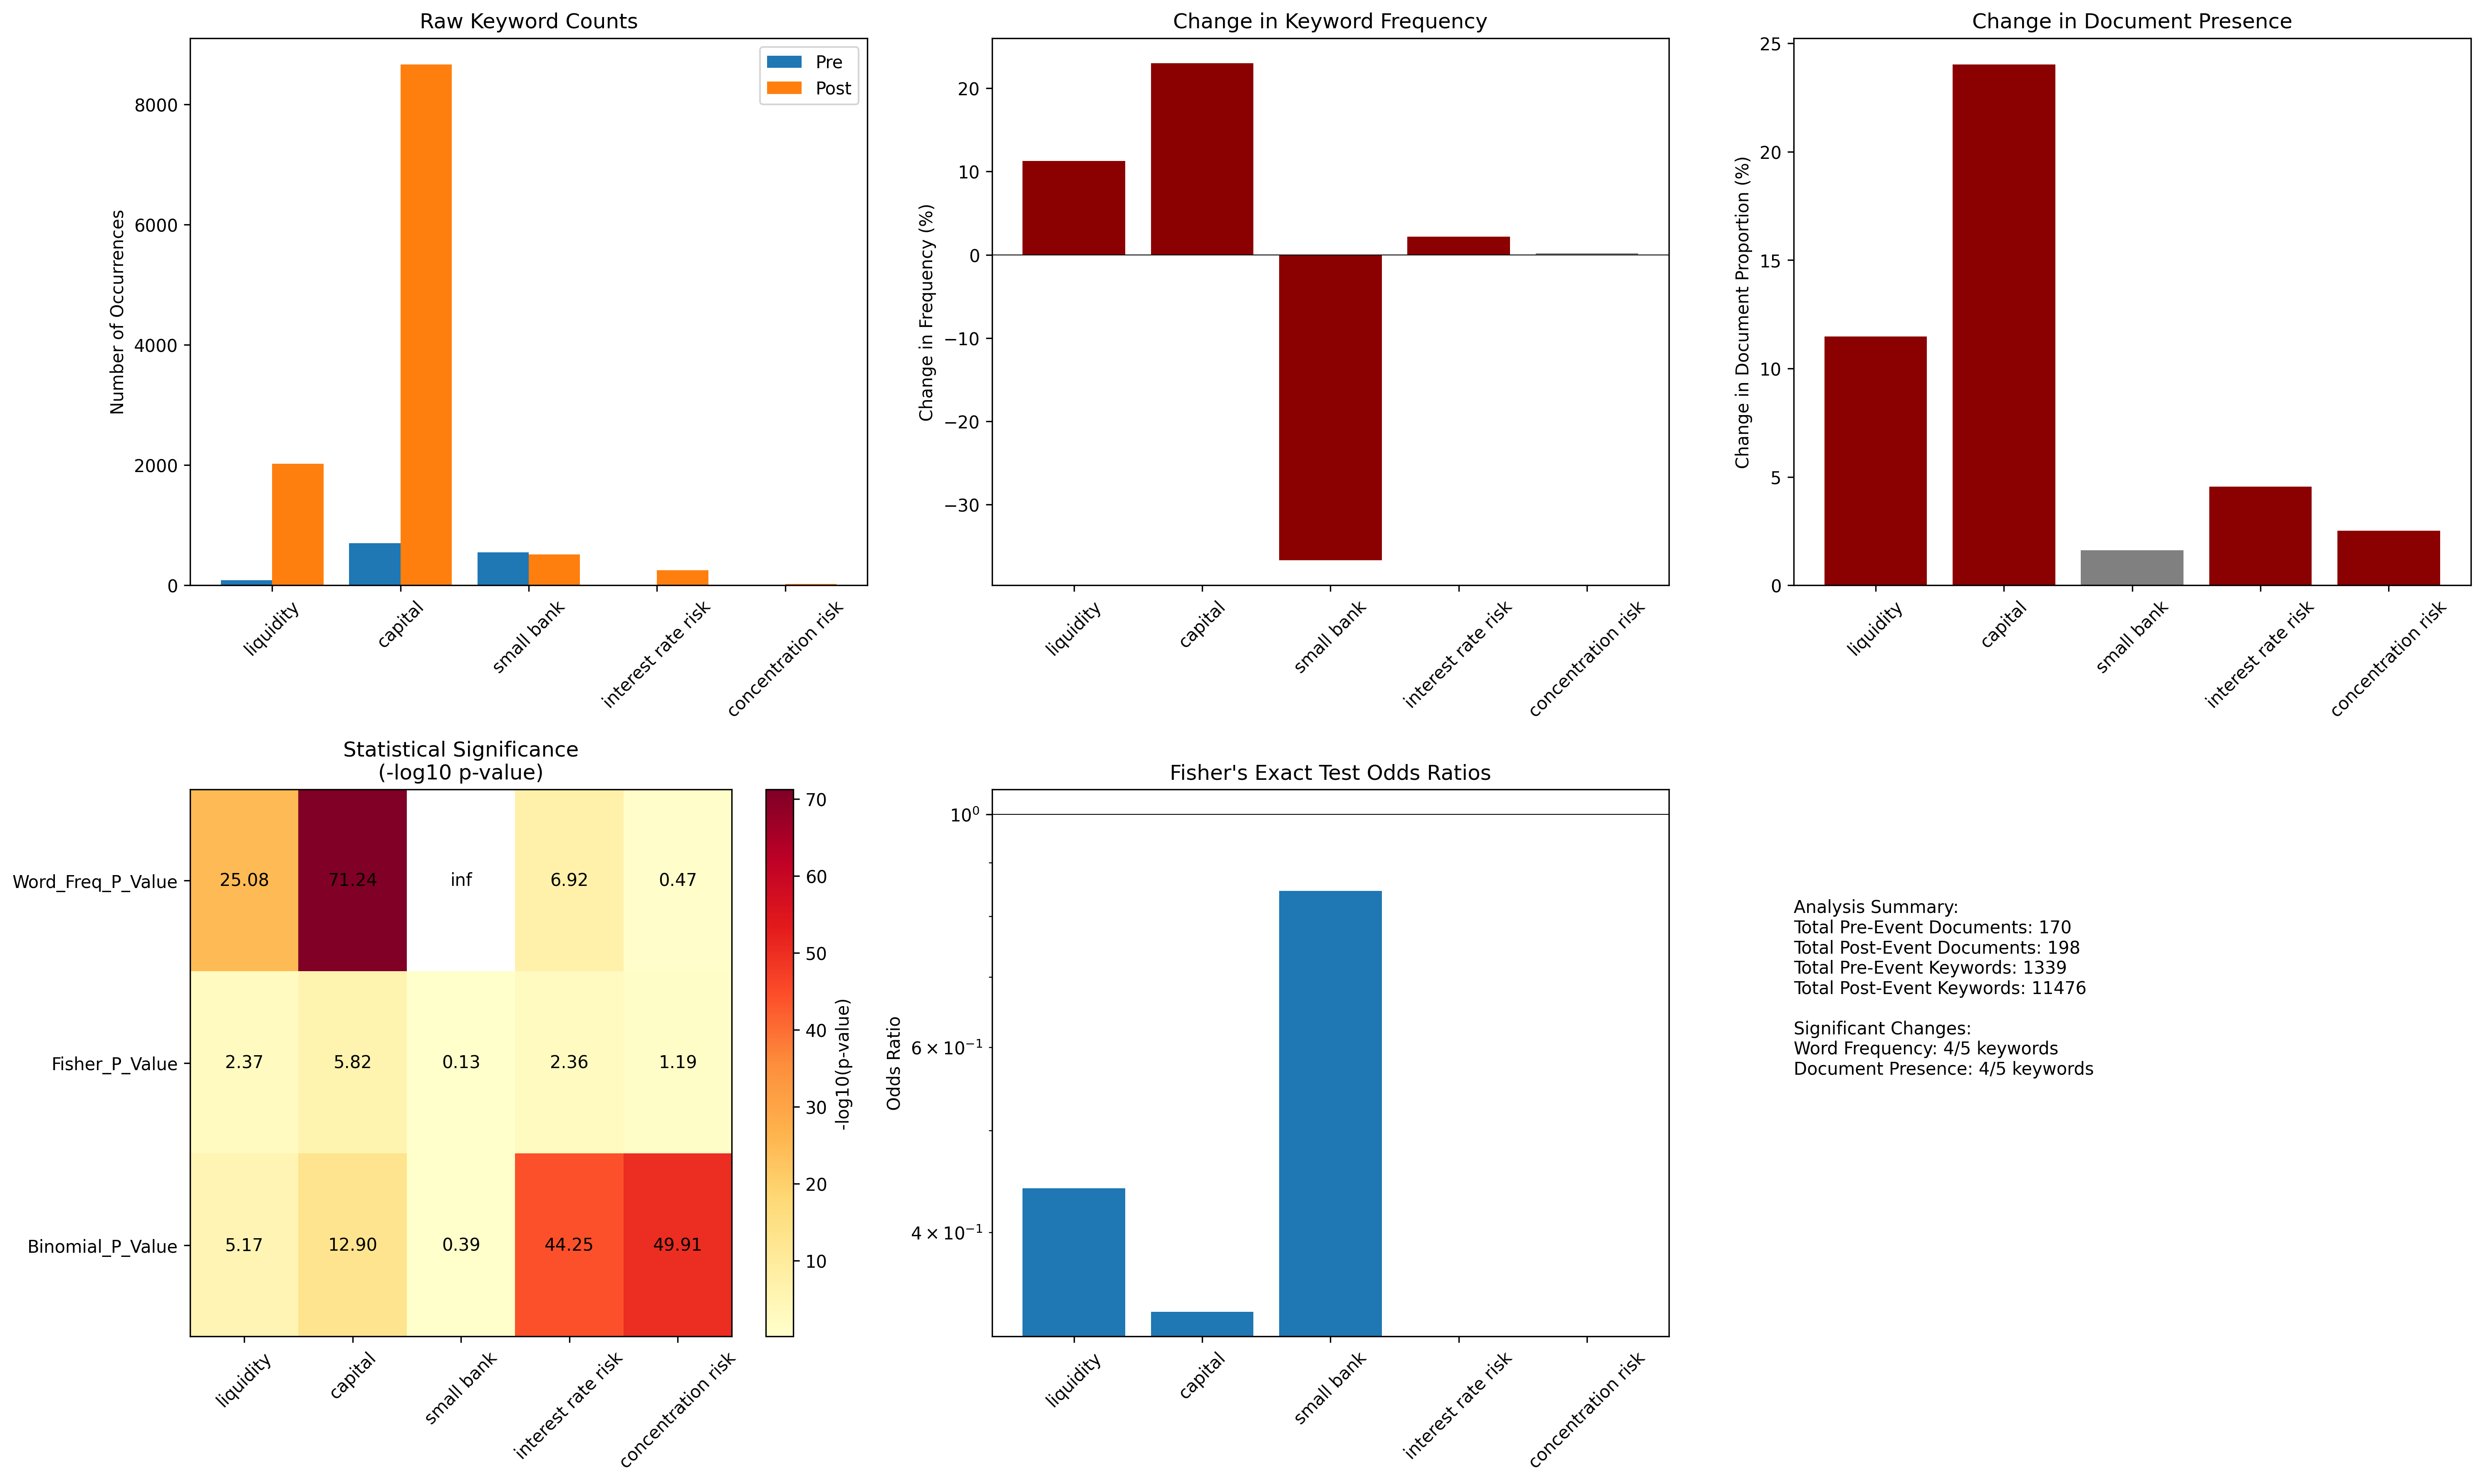 Raw Keyword Counts
Number of Occurrences
8000
6000
4000
2000
0
Pre
Post
liquidity
capital
small bank
interest rate risk
concentration risk
Change in Keyword Frequency
Change in Frequency (%)
20
10
0
−10
−20
−30
liquidity
capital
small bank
interest rate risk
concentration risk
Change in Document Presence
Change in Document Proportion (%)
25
20
15
10
5
0
liquidity
capital
small bank
interest rate risk
concentration risk
Statistical Significance
(-log10 p-value)
Word_Freq_P_Value
25.08 71.24 inf 6.92 0.47
Fisher_P_Value
2.37 5.82 0.13 2.36 1.19
Binomial_P_Value
5.17 12.90 0.39 44.25 49.91
liquidity
capital
small bank
interest rate risk
concentration risk
70
60
50
40
30
20
10
-log10(p-value)
Fisher's Exact Test Odds Ratios
Odds Ratio
10⁰
6 × 10⁻¹
4 × 10⁻¹
liquidity
capital
small bank
interest rate risk
concentration risk
Analysis Summary:
Total Pre-Event Documents: 170
Total Post-Event Documents: 198
Total Pre-Event Keywords: 1339
Total Post-Event Keywords: 11476
Significant Changes:
Word Frequency: 4/5 keywords
Document Presence: 4/5 keywords